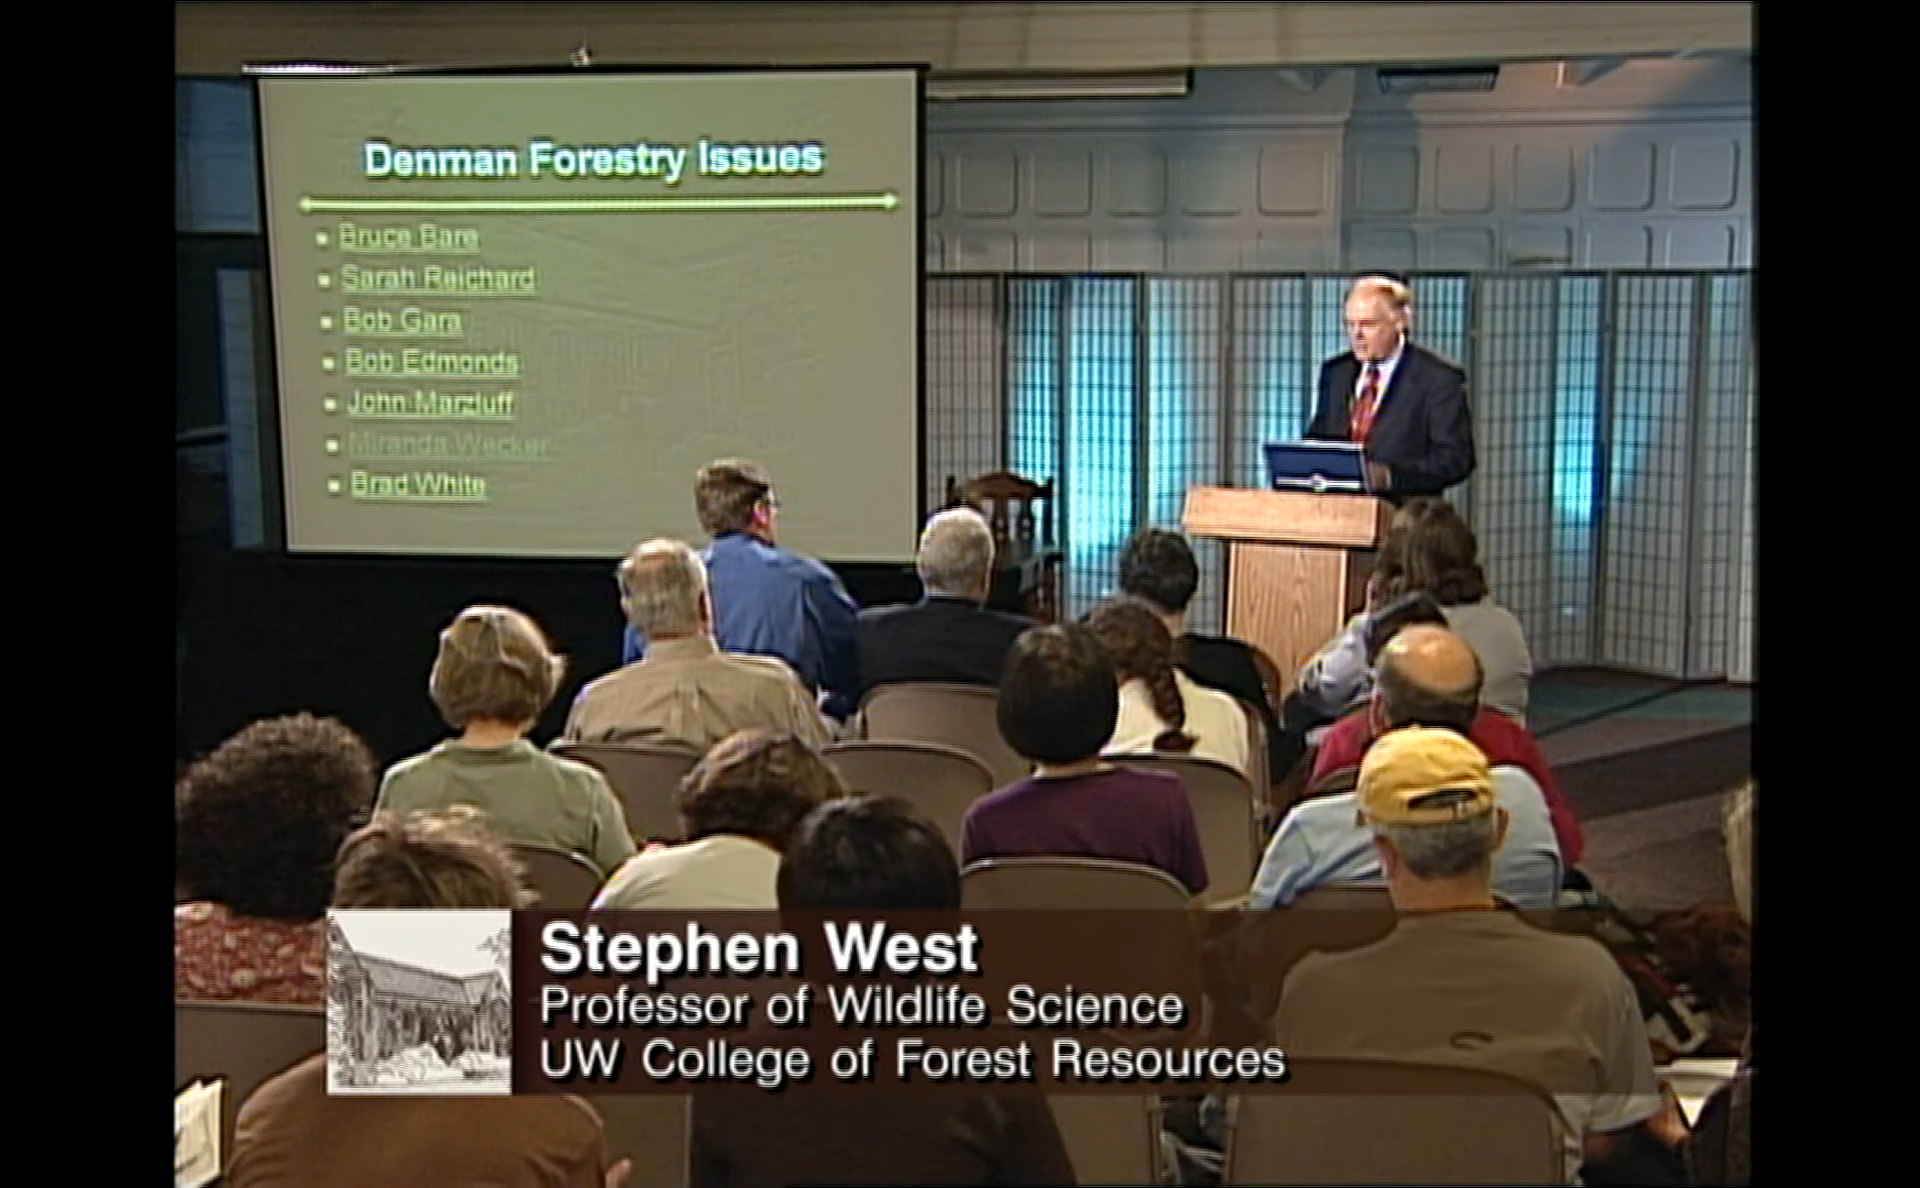 Denman Forestry Issues
Bruce Bare
Sarah Reichard
Bob Gara
Bob Edmonds
John Marzluff
Miranda Wecker
Brad White
Stephen West
Professor of Wildlife Science
UW College of Forest Resources